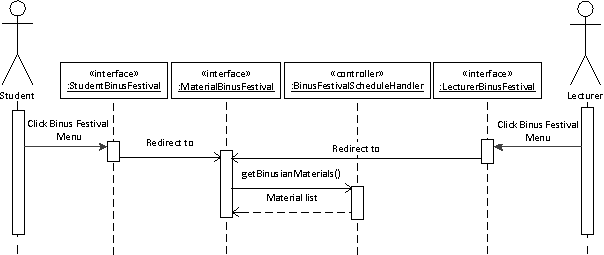 «interface»
:StudentBinusFestival
«interface»
:MaterialBinusFestival
«controller»
:BinusFestivalScheduleHandler
«interface»
:LecturerBinusFestival
Student
Lecturer
Click Binus Festival
Menu
Click Binus Festival
Menu
Redirect to
Redirect to
getBinusianMaterials()
Material list